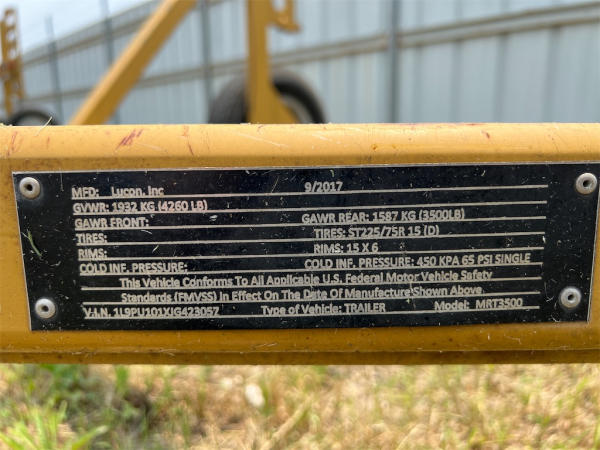 MFD: Lucon, Inc 9/2017
GVWR: 1932 KG (4260 LB)
GAWR FRONT: GAWR REAR: 1587 KG (3500LB)
TIRES: TIRES: ST225/75R 15 (D)
RIMS: RIMS: 15 X 6
COLD INF. PRESSURE: COLD INF. PRESSURE: 450 KPA 65 PSI SINGLE
This Vehicle Conforms To All Applicable U.S. Federal Motor Vehicle Safety
Standards (FMVSS) In Effect On The Date Of Manufacture Shown Above
V.I.N. 1L9PU101XJG423057 Type of Vehicle: TRAILER Model: MRT3500